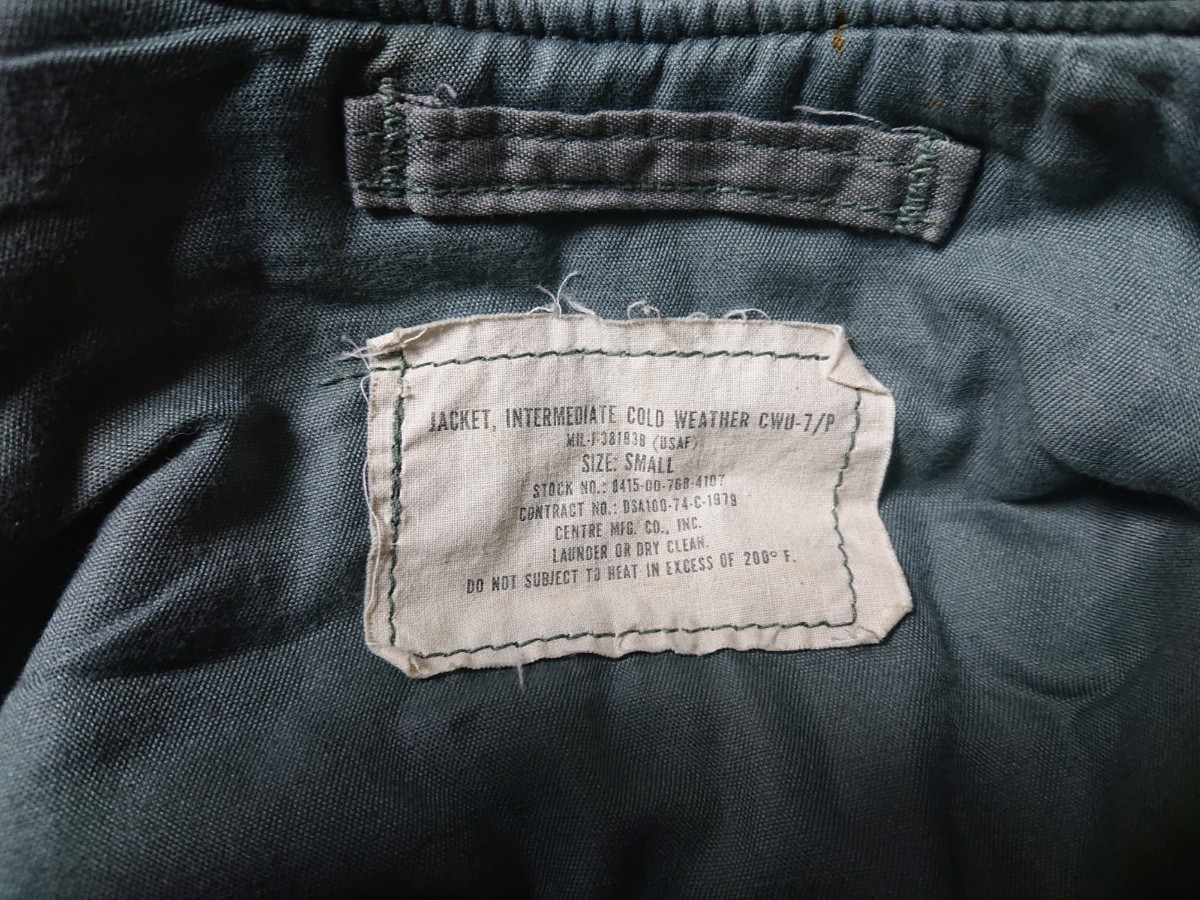 JACKET, INTERMEDIATE COLD WEATHER CWU-7/P
MIL-J-38183B (USAF)
SIZE: SMALL
STOCK NO.: 8415-00-768-4107
CONTRACT NO.: DSA100-74-C-1979
CENTRE MFG. CO., INC.
LAUNDER OR DRY CLEAN.
DO NOT SUBJECT TO HEAT IN EXCESS OF 200° F.